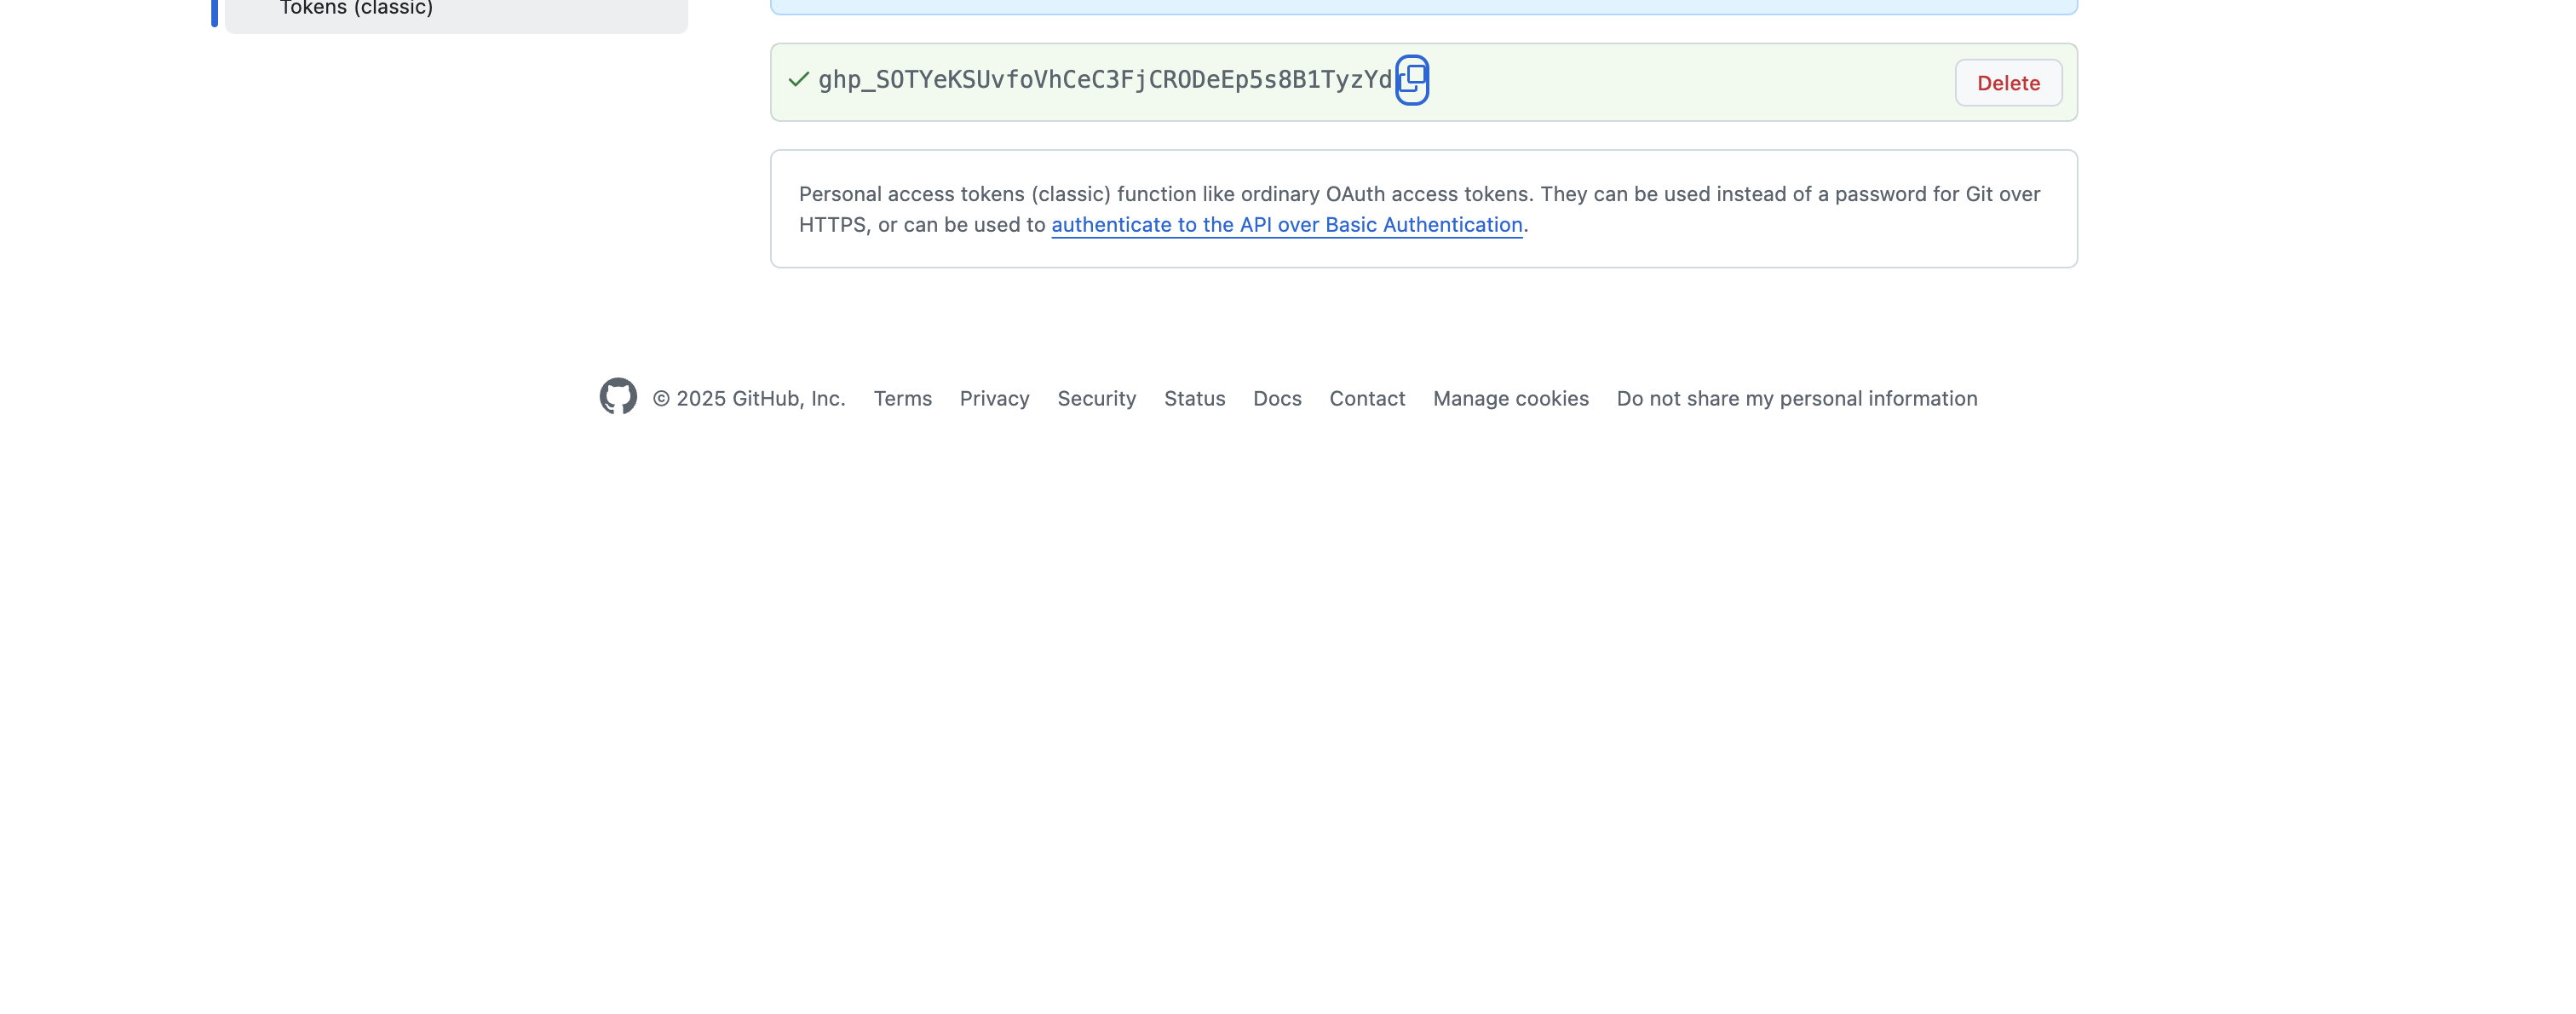 Tokens (classic)
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
Delete
Personal access tokens (classic) function like ordinary OAuth access tokens. They can be used instead of a password for Git over
HTTPS, or can be used to authenticate to the API over Basic Authentication.
© 2025 GitHub, Inc. Terms Privacy Security Status Docs Contact Manage cookies Do not share my personal information